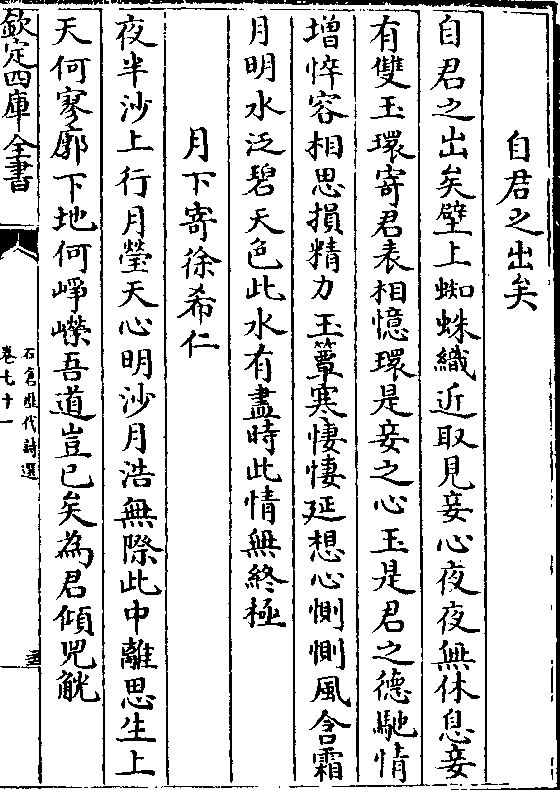 自君之出矣
自君之出矣壁上蜘蛛織近取見妾心夜夜無休息妾
有雙玉環寄君表相憶環是妾之心玉是君之德馳情
增悴容相思損精力玉簟寒悽悽延想心惻惻風含霜
月明水泛碧天色此水有盡時此情無終極
月下寄徐希仁
夜半沙上行月瑩天心明沙月浩無際此中離思生上
天何寥廓下地何崢嶸吾道豈已矣為君傾兕觥
欽定四庫全書
石倉歷代詩選
卷七十一